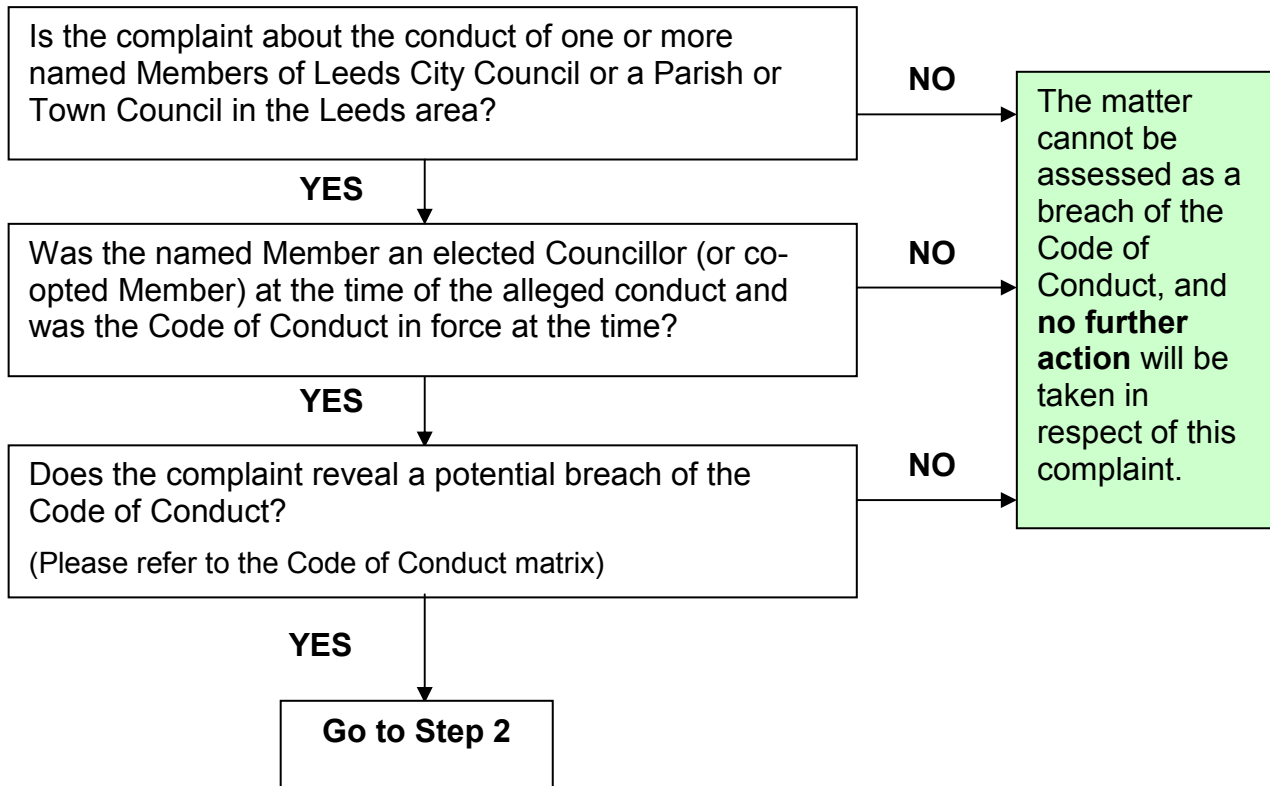 Is the complaint about the conduct of one or more
named Members of Leeds City Council or a Parish or
Town Council in the Leeds area?
NO
YES
Was the named Member an elected Councillor (or co-
opted Member) at the time of the alleged conduct and
was the Code of Conduct in force at the time?
NO
YES
Does the complaint reveal a potential breach of the
Code of Conduct?
(Please refer to the Code of Conduct matrix)
NO
YES
Go to Step 2
The matter
cannot be
assessed as a
breach of the
Code of
Conduct, and
no further
action will be
taken in
respect of this
complaint.